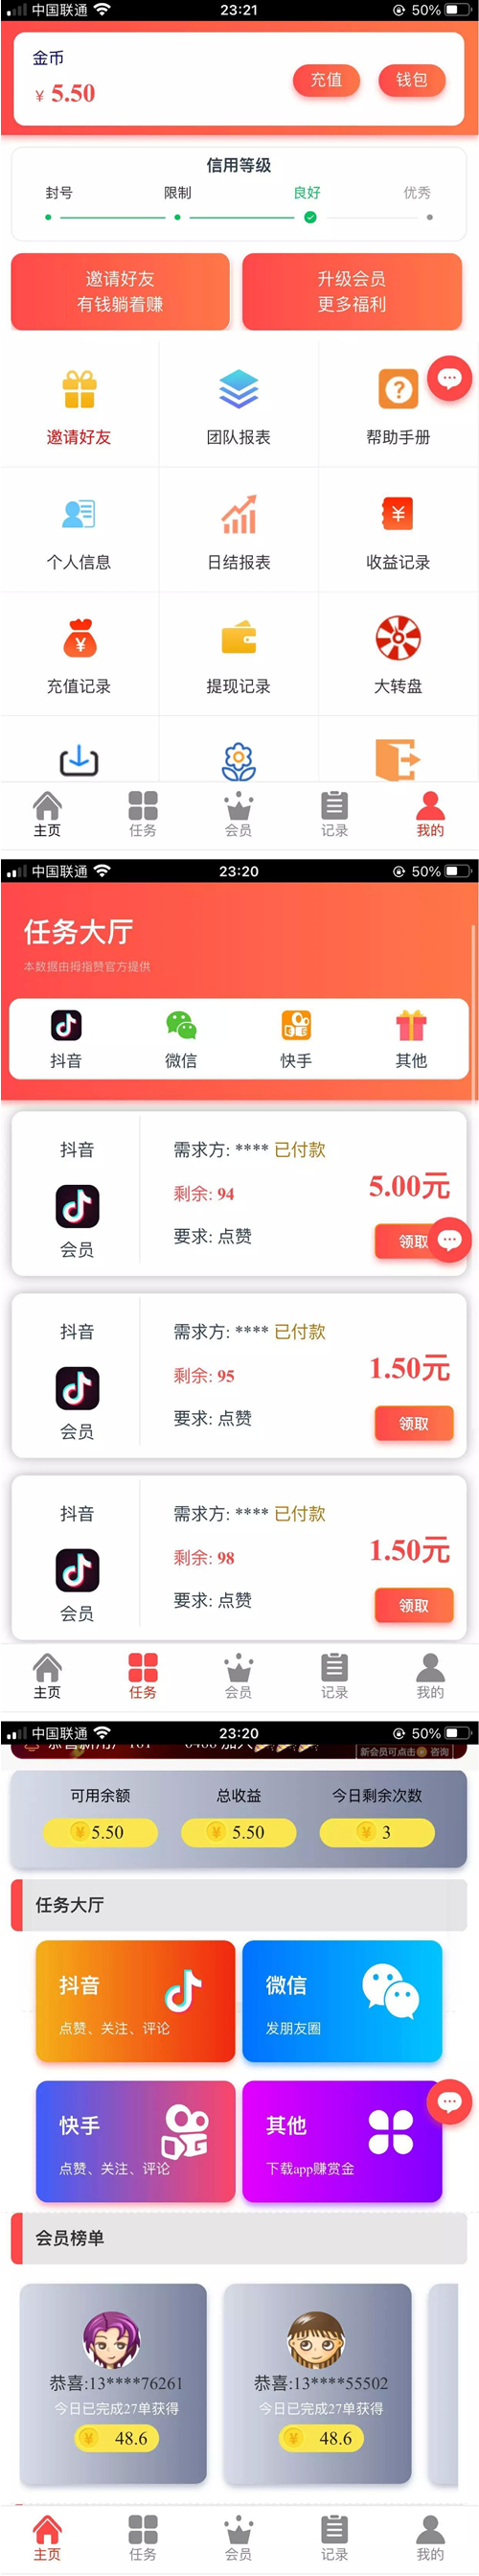 中国联通 23:21 50%
金币
¥ 5.50
充值 钱包
信用等级
封号 限制 良好 优秀
邀请好友
有钱躺着赚
升级会员
更多福利
邀请好友 团队报表 帮助手册
个人信息 日结报表 收益记录
充值记录 提现记录 大转盘
主页 任务 会员 记录 我的
中国联通 23:20 50%
任务大厅
本数据由拇指赞官方提供
抖音 微信 快手 其他
抖音
会员
需求方: **** 已付款
剩余: 94
要求: 点赞
5.00元
领取
抖音
会员
需求方: **** 已付款
剩余: 95
要求: 点赞
1.50元
领取
抖音
会员
需求方: **** 已付款
剩余: 98
要求: 点赞
1.50元
领取
主页 任务 会员 记录 我的
中国联通 23:20 50%
新会员可点击 咨询
可用余额 总收益 今日剩余次数
5.50 5.50 3
任务大厅
抖音
点赞、关注、评论
微信
发朋友圈
快手
点赞、关注、评论
其他
下载app赚赏金
会员榜单
恭喜:13****76261
今日已完成27单获得
48.6
恭喜:13****55502
今日已完成27单获得
48.6
主页 任务 会员 记录 我的